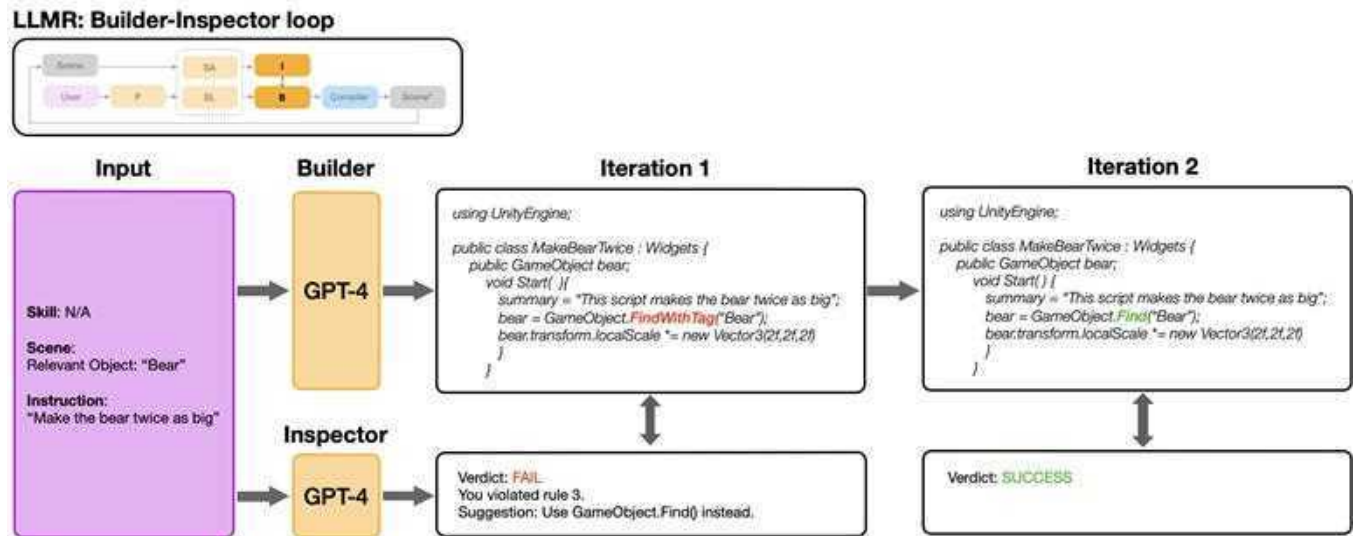 LLMR: Builder-Inspector loop
Scene
SA
I
User
P
SL
B
Compiler
Scene'
Input
Builder
Iteration 1
Iteration 2
Skill: N/A
Scene:
Relevant Object: “Bear”
Instruction:
“Make the bear twice as big”
GPT-4
using UnityEngine;
public class MakeBearTwice : Widgets {
public GameObject bear;
void Start( ){
summary = "This script makes the bear twice as big";
bear = GameObject.FindWithTag("Bear");
bear.transform.localScale *= new Vector3(2f,2f,2f)
}
}
using UnityEngine;
public class MakeBearTwice : Widgets {
public GameObject bear;
void Start( ) {
summary = "This script makes the bear twice as big";
bear = GameObject.Find("Bear");
bear.transform.localScale *= new Vector3(2f,2f,2f)
}
}
Inspector
GPT-4
Verdict: FAIL
You violated rule 3.
Suggestion: Use GameObject.Find() instead.
Verdict: SUCCESS